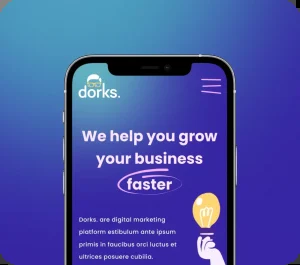 dorks.
We help you grow
your business
faster
Dorks. are digital marketing
platform estibulum ante ipsum
primis in faucibus orci luctus et
ultrices posuere cubilia.